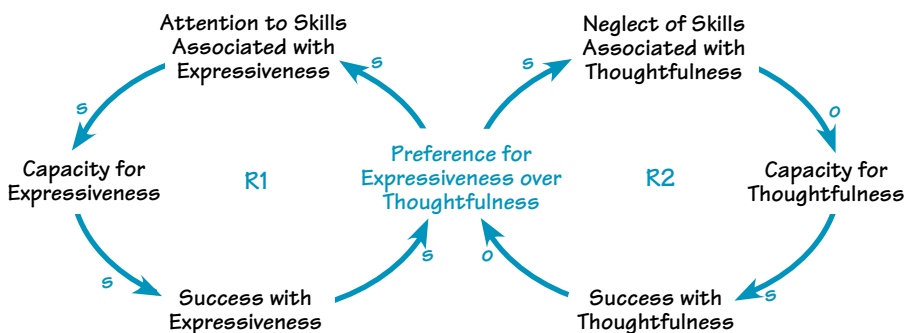 Attention to Skills
Associated with
Expressiveness
Neglect of Skills
Associated with
Thoughtfulness
s
s
s
o
Capacity for
Expressiveness
R1
Preference for
Expressiveness over
Thoughtfulness
R2
Capacity for
Thoughtfulness
s
s
o
s
Success with
Expressiveness
Success with
Thoughtfulness